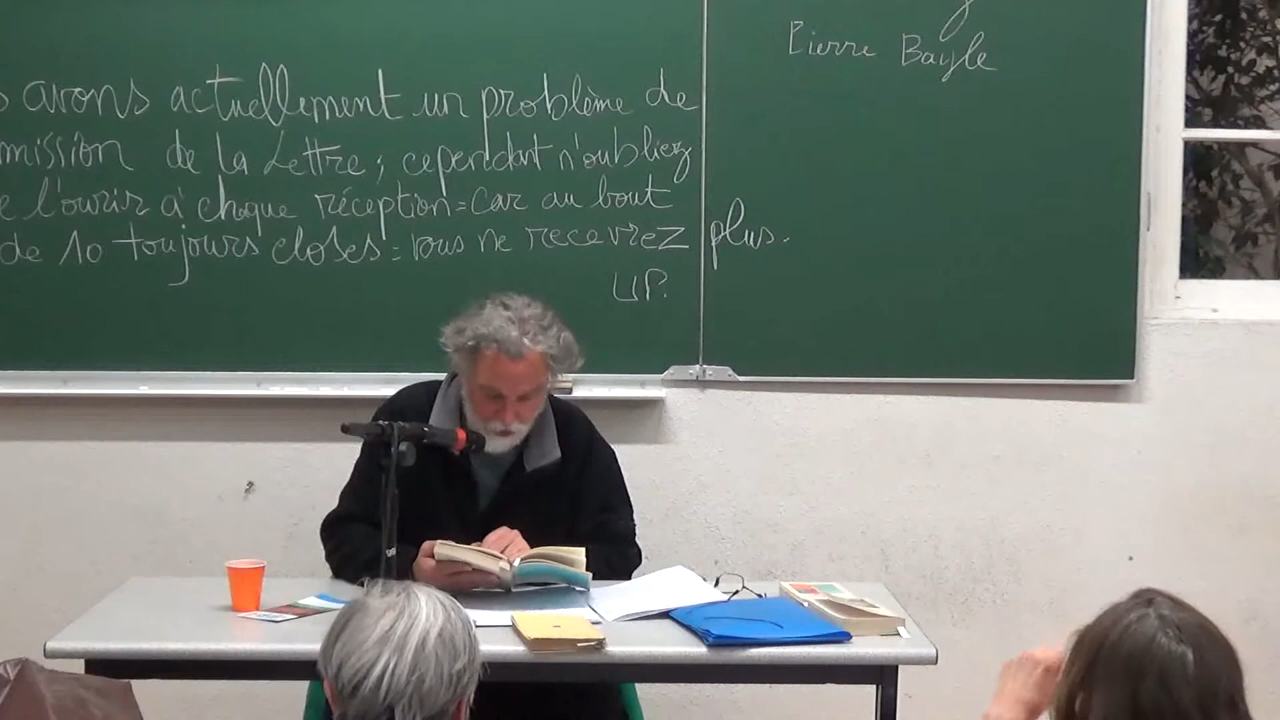 avons actuellement un problème de
mission de la Lettre ; cependant n'oubliez
e l'ouvrir à chaque réception = car au bout
de 10 toujours closes = vous ne recevrez plus.
UP.
Pierre Bayle